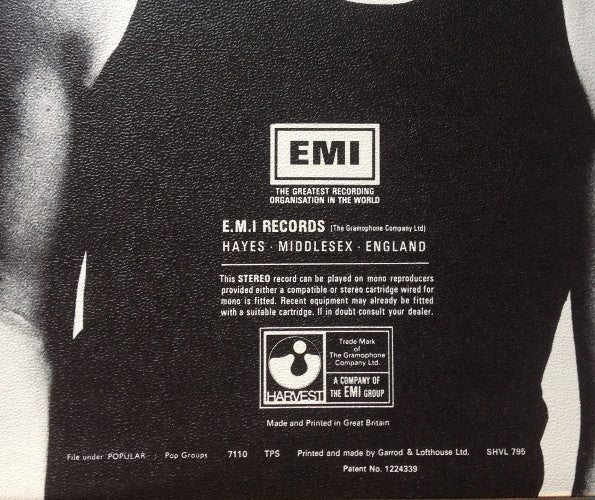 EMI
THE GREATEST RECORDING
ORGANISATION IN THE WORLD
E.M.I RECORDS (The Gramophone Company Ltd)
HAYES · MIDDLESEX · ENGLAND
This STEREO record can be played on mono reproducers
provided either a compatible or stereo cartridge wired for
mono is fitted. Recent equipment may already be fitted
with a suitable cartridge. If in doubt consult your dealer.
HARVEST
Trade Mark
of
The Gramophone
Company Ltd.
A COMPANY OF
THE EMI GROUP
Made and Printed in Great Britain
File under POPULAR : Pop Groups 7110 TPS Printed and made by Garrod & Lofthouse Ltd. SHVL 795
Patent No. 1224339